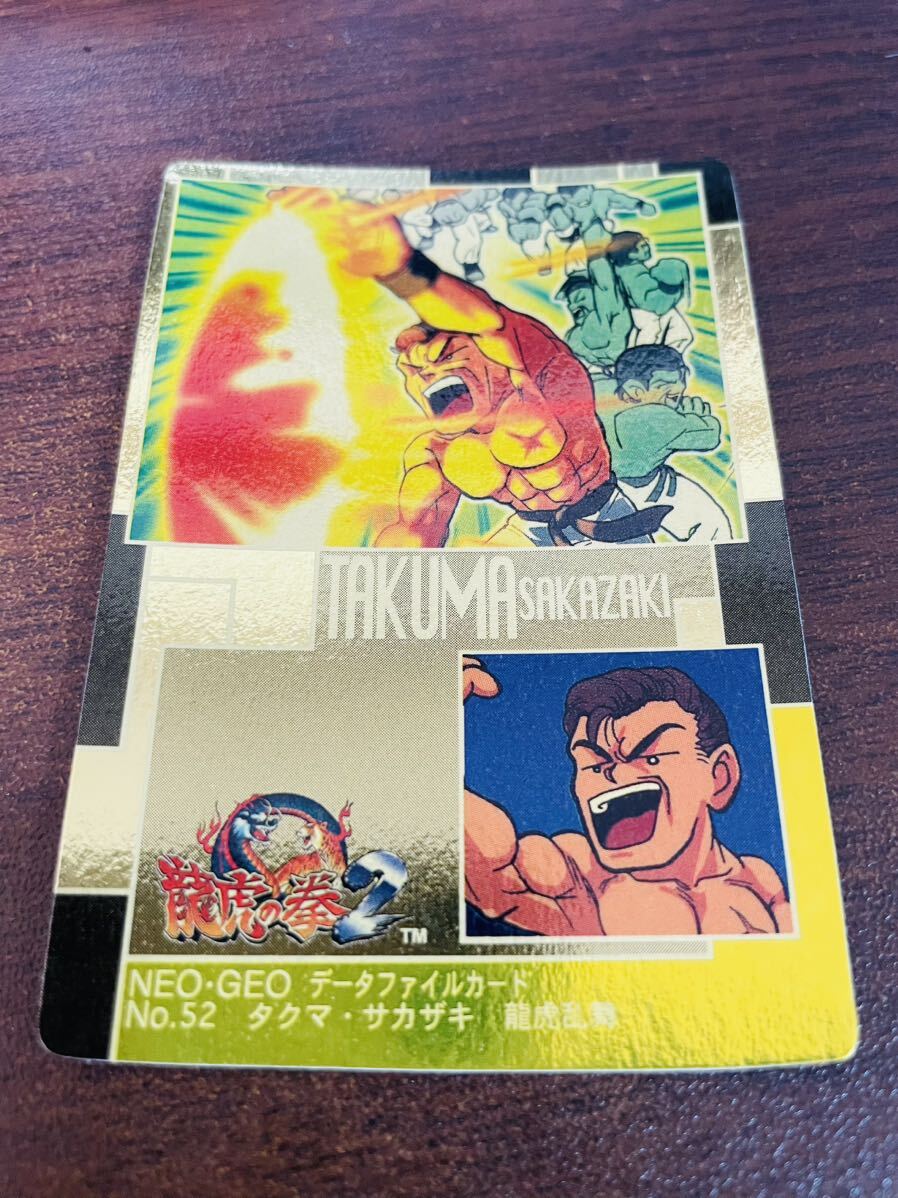 TAKUMA SAKAZAKI
龍虎の拳2 TM
NEO・GEO データファイルカード
No.52 タクマ・サカザキ 龍虎乱舞